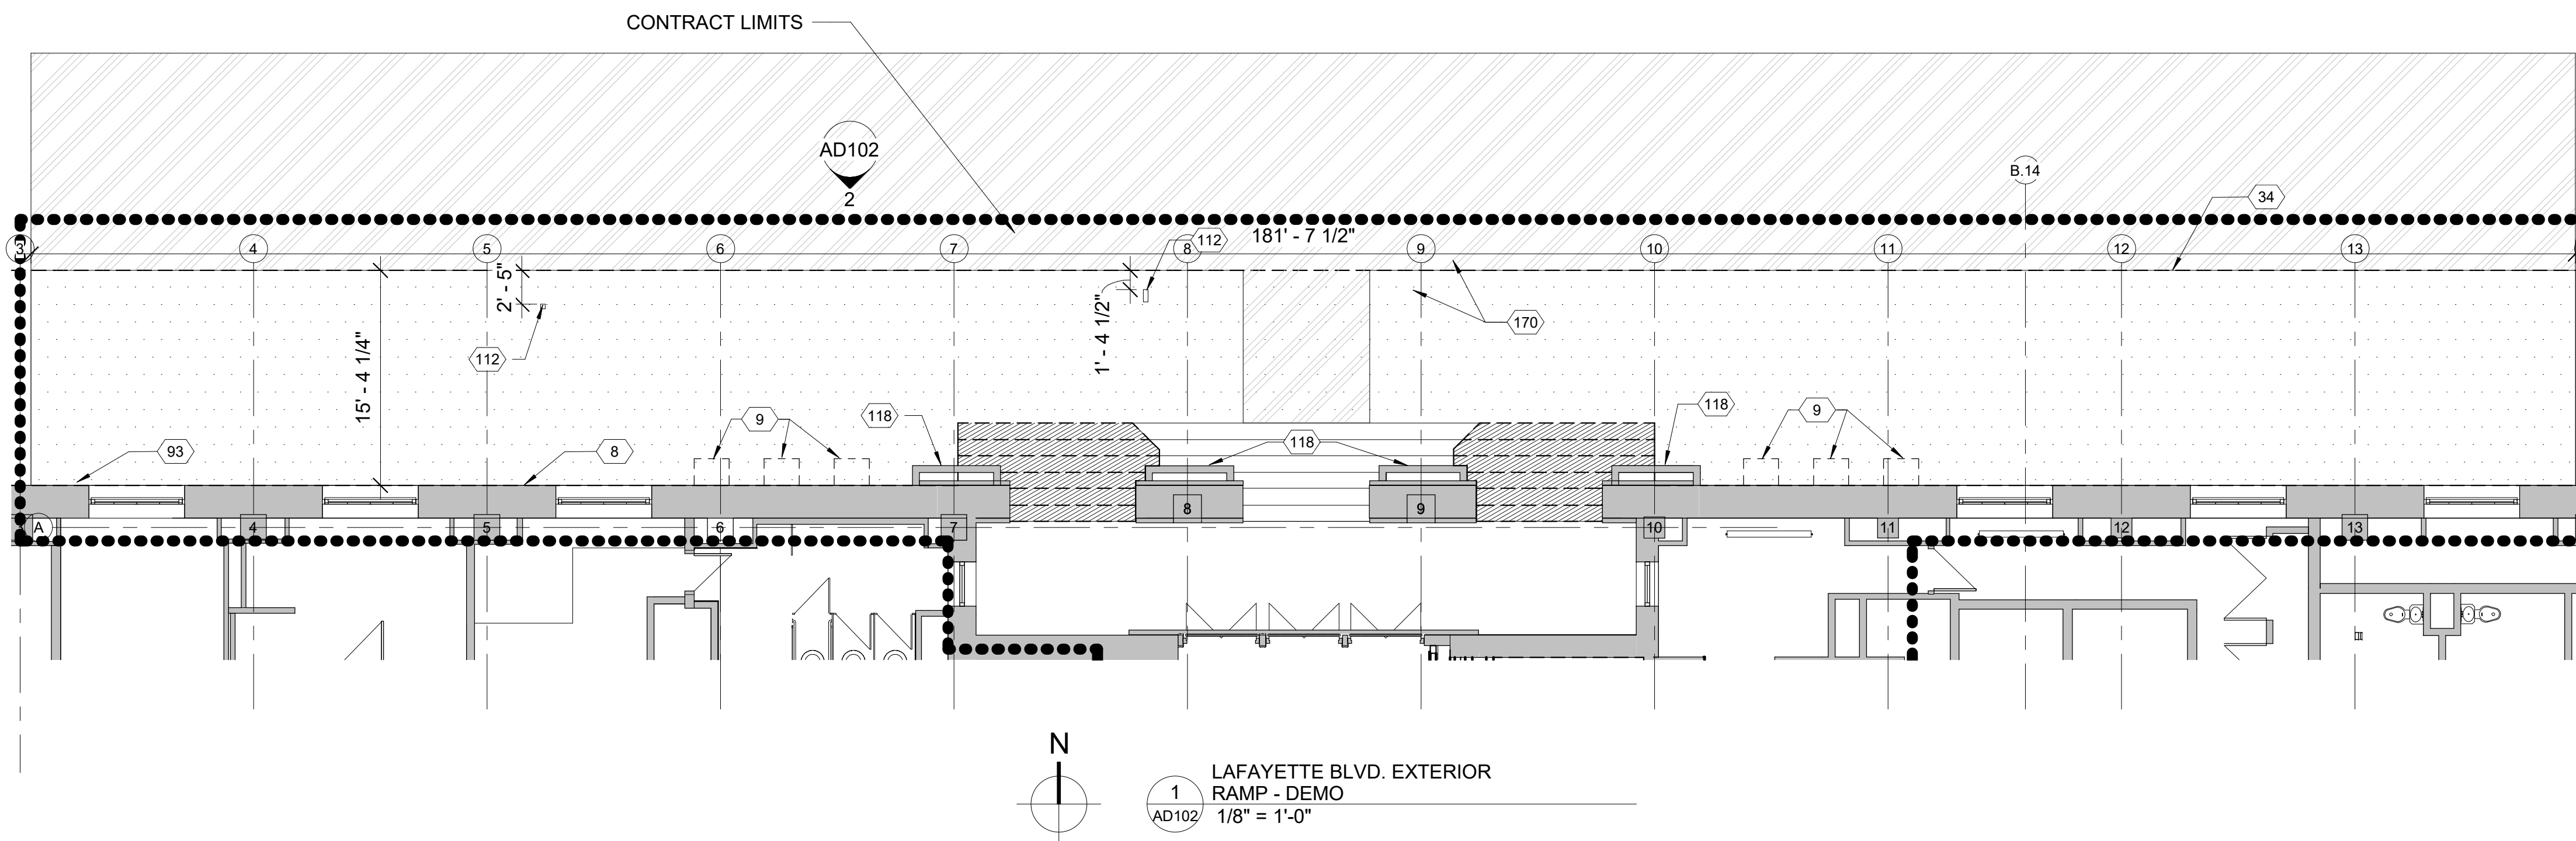 CONTRACT LIMITS
AD102
2
B.14
34
181' - 7 1/2"
3
4
5
6
7
8
112
9
10
11
12
13
2' - 5"
1' - 4 1/2"
15' - 4 1/4"
112
170
93
8
9
118
118
118
9
A
4
5
6
7
8
9
10
11
12
13
N
1
AD102
LAFAYETTE BLVD. EXTERIOR
RAMP - DEMO
1/8" = 1'-0"